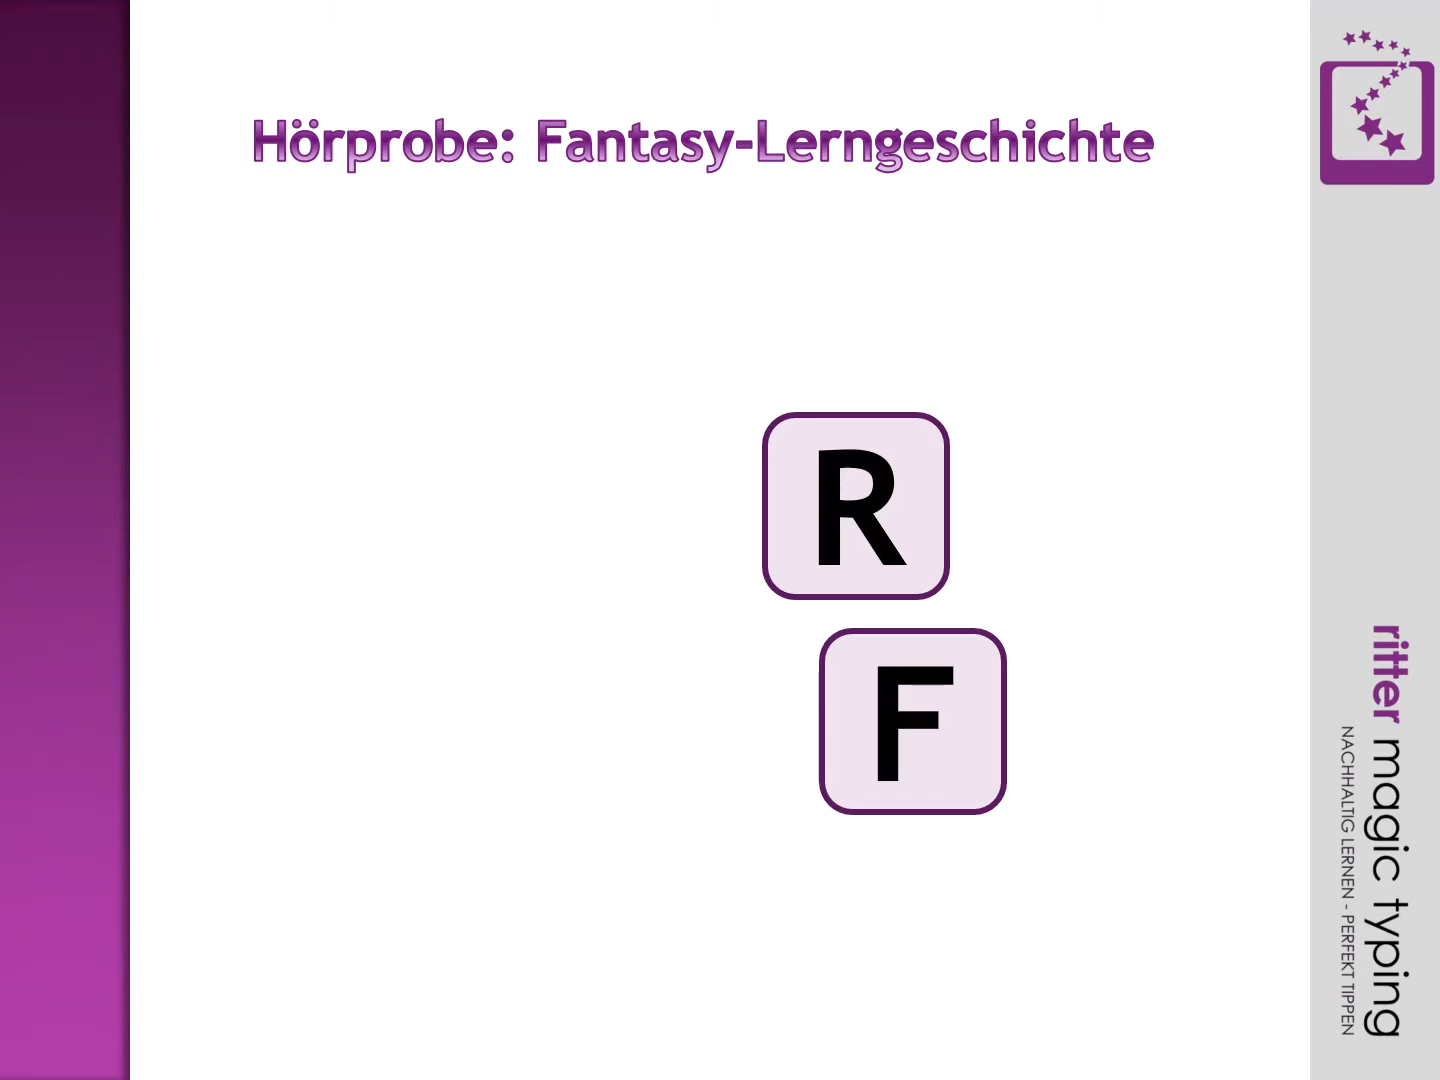 Hörprobe: Fantasy-Lerngeschichte
R
F
ritter magic typing
NACHHALTIG LERNEN - PERFEKT TIPPEN